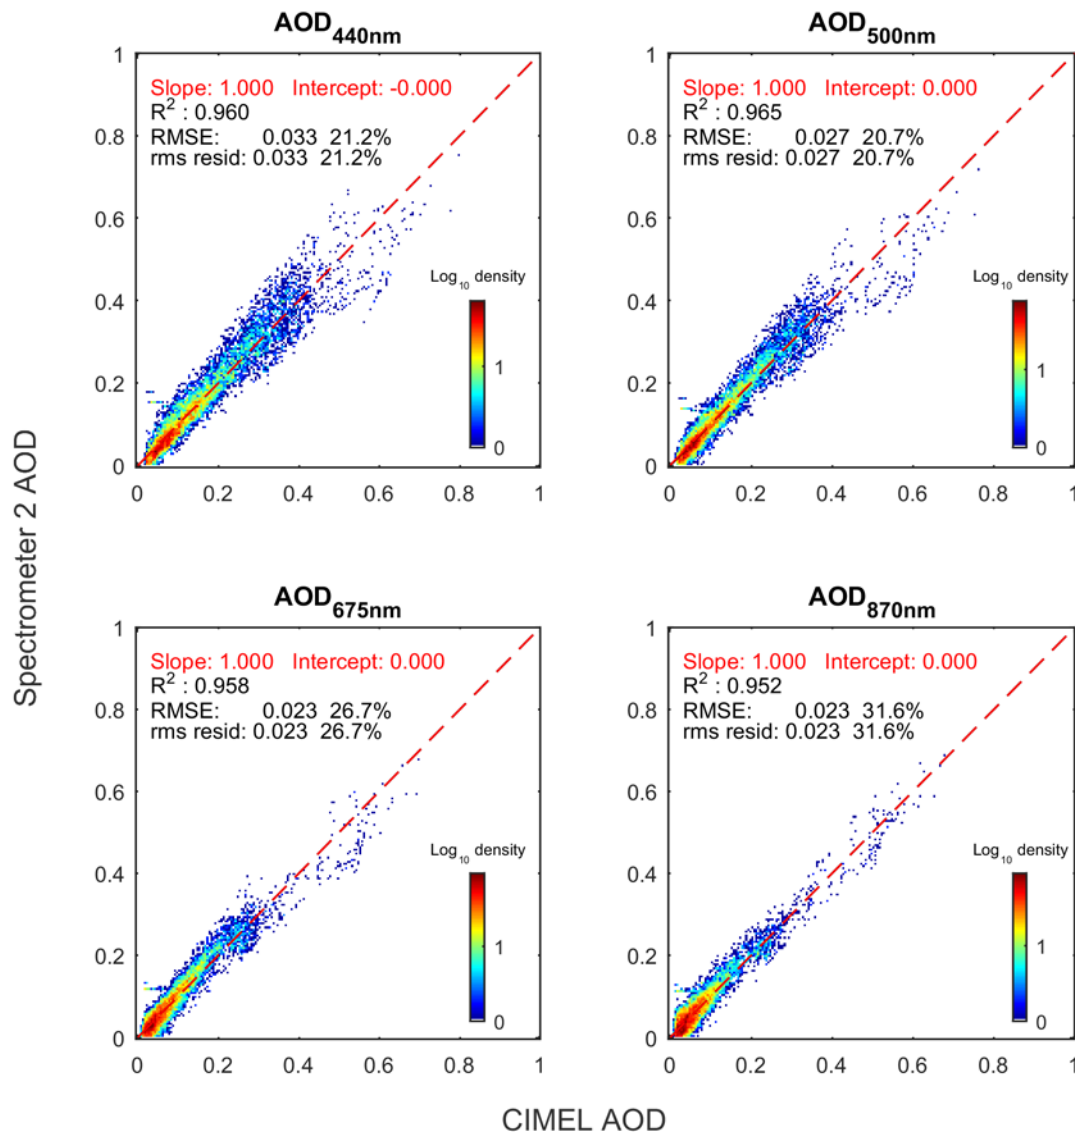 AOD440nm
1
Slope: 1.000 Intercept: -0.000
R2 : 0.960
0.8
RMSE: 0.033 21.2%
rms resid: 0.033 21.2%
0.6
Log10 density
0.4
1
0.2
0
0
0 0.2 0.4 0.6 0.8 1
AOD500nm
1
Slope: 1.000 Intercept: 0.000
R2 : 0.965
0.8
RMSE: 0.027 20.7%
rms resid: 0.027 20.7%
0.6
Log10 density
0.4
1
0.2
0
0
0 0.2 0.4 0.6 0.8 1
Spectrometer 2 AOD
AOD675nm
1
Slope: 1.000 Intercept: 0.000
R2 : 0.958
0.8
RMSE: 0.023 26.7%
rms resid: 0.023 26.7%
0.6
Log10 density
0.4
1
0.2
0
0
0 0.2 0.4 0.6 0.8 1
AOD870nm
1
Slope: 1.000 Intercept: 0.000
R2 : 0.952
0.8
RMSE: 0.023 31.6%
rms resid: 0.023 31.6%
0.6
Log10 density
0.4
1
0.2
0
0
0 0.2 0.4 0.6 0.8 1
CIMEL AOD